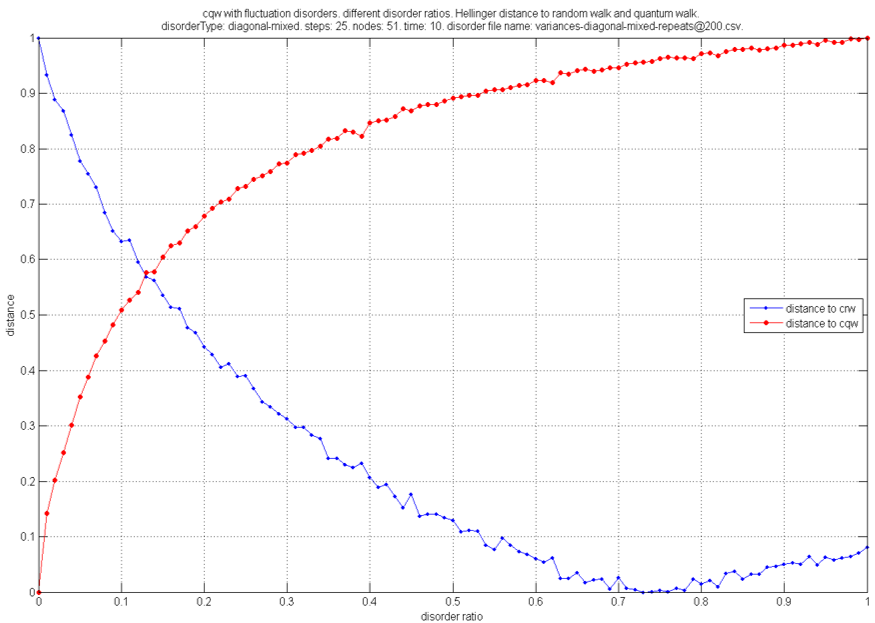 cqw with fluctuation disorders. different disorder ratios. Hellinger distance to random walk and quantum walk.
disorderType: diagonal-mixed. steps: 25. nodes: 51. time: 10. disorder file name: variances-diagonal-mixed-repeats@200.csv.
1
0.9
0.8
0.7
0.6
0.5
0.4
0.3
0.2
0.1
0
distance
distance to crw
distance to cqw
0 0.1 0.2 0.3 0.4 0.5 0.6 0.7 0.8 0.9 1
disorder ratio